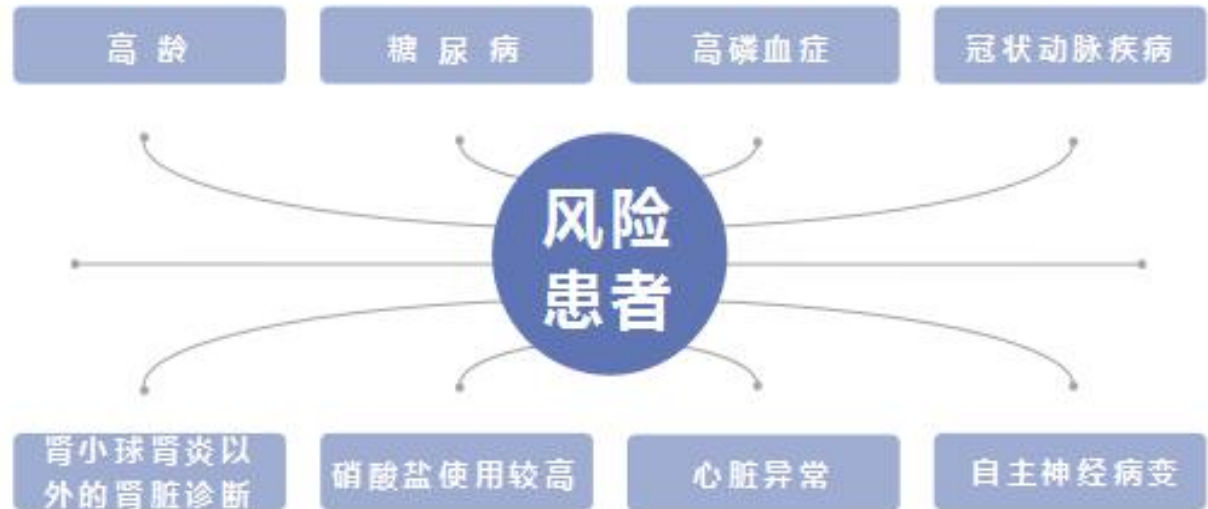 高龄
糖尿病
高磷血症
冠状动脉疾病
风险
患者
肾小球肾炎以
外的肾脏诊断
硝酸盐使用较高
心脏异常
自主神经病变